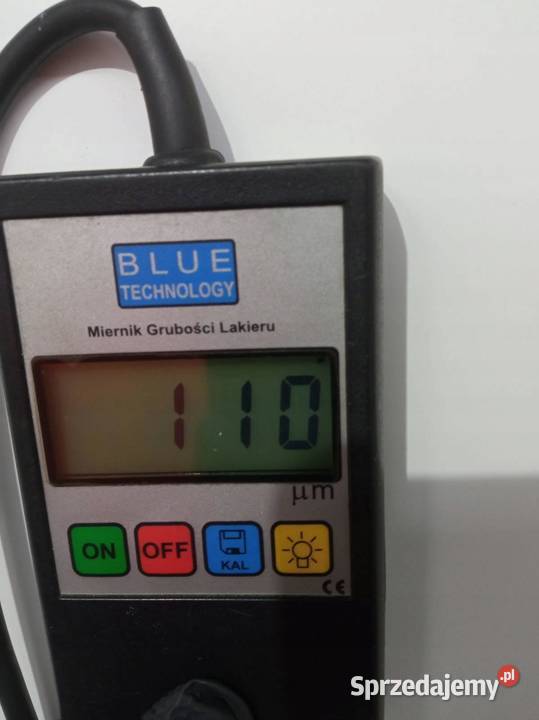 BLUE
TECHNOLOGY
Miernik Grubości Lakieru
110
µm
ON OFF KAL
CE
Sprzedajemy.pl